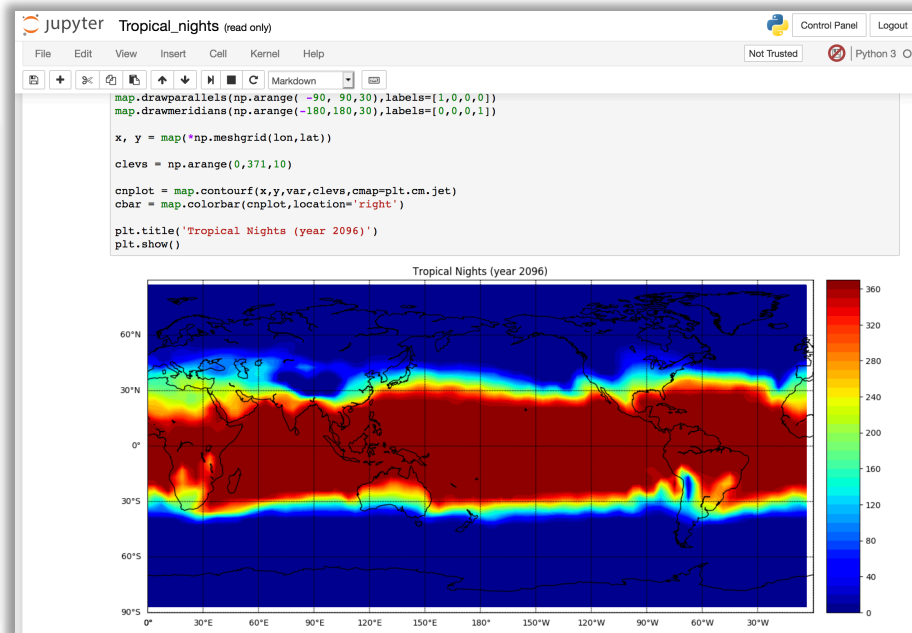 jupyter Tropical_nights (read only) Control Panel Logout
File Edit View Insert Cell Kernel Help Not Trusted Python 3
Markdown
map.drawparallels(np.arange( -90, 90,30),labels=[1,0,0,0])
map.drawmeridians(np.arange(-180,180,30),labels=[0,0,0,1])
x, y = map(*np.meshgrid(lon,lat))
clevs = np.arange(0,371,10)
cnplot = map.contourf(x,y,var,clevs,cmap=plt.cm.jet)
cbar = map.colorbar(cnplot,location='right')
plt.title('Tropical Nights (year 2096)')
plt.show()
Tropical Nights (year 2096)
60°N
30°N
0°
30°S
60°S
90°S
0° 30°E 60°E 90°E 120°E 150°E 180° 150°W 120°W 90°W 60°W 30°W
360
320
280
240
200
160
120
80
40
0